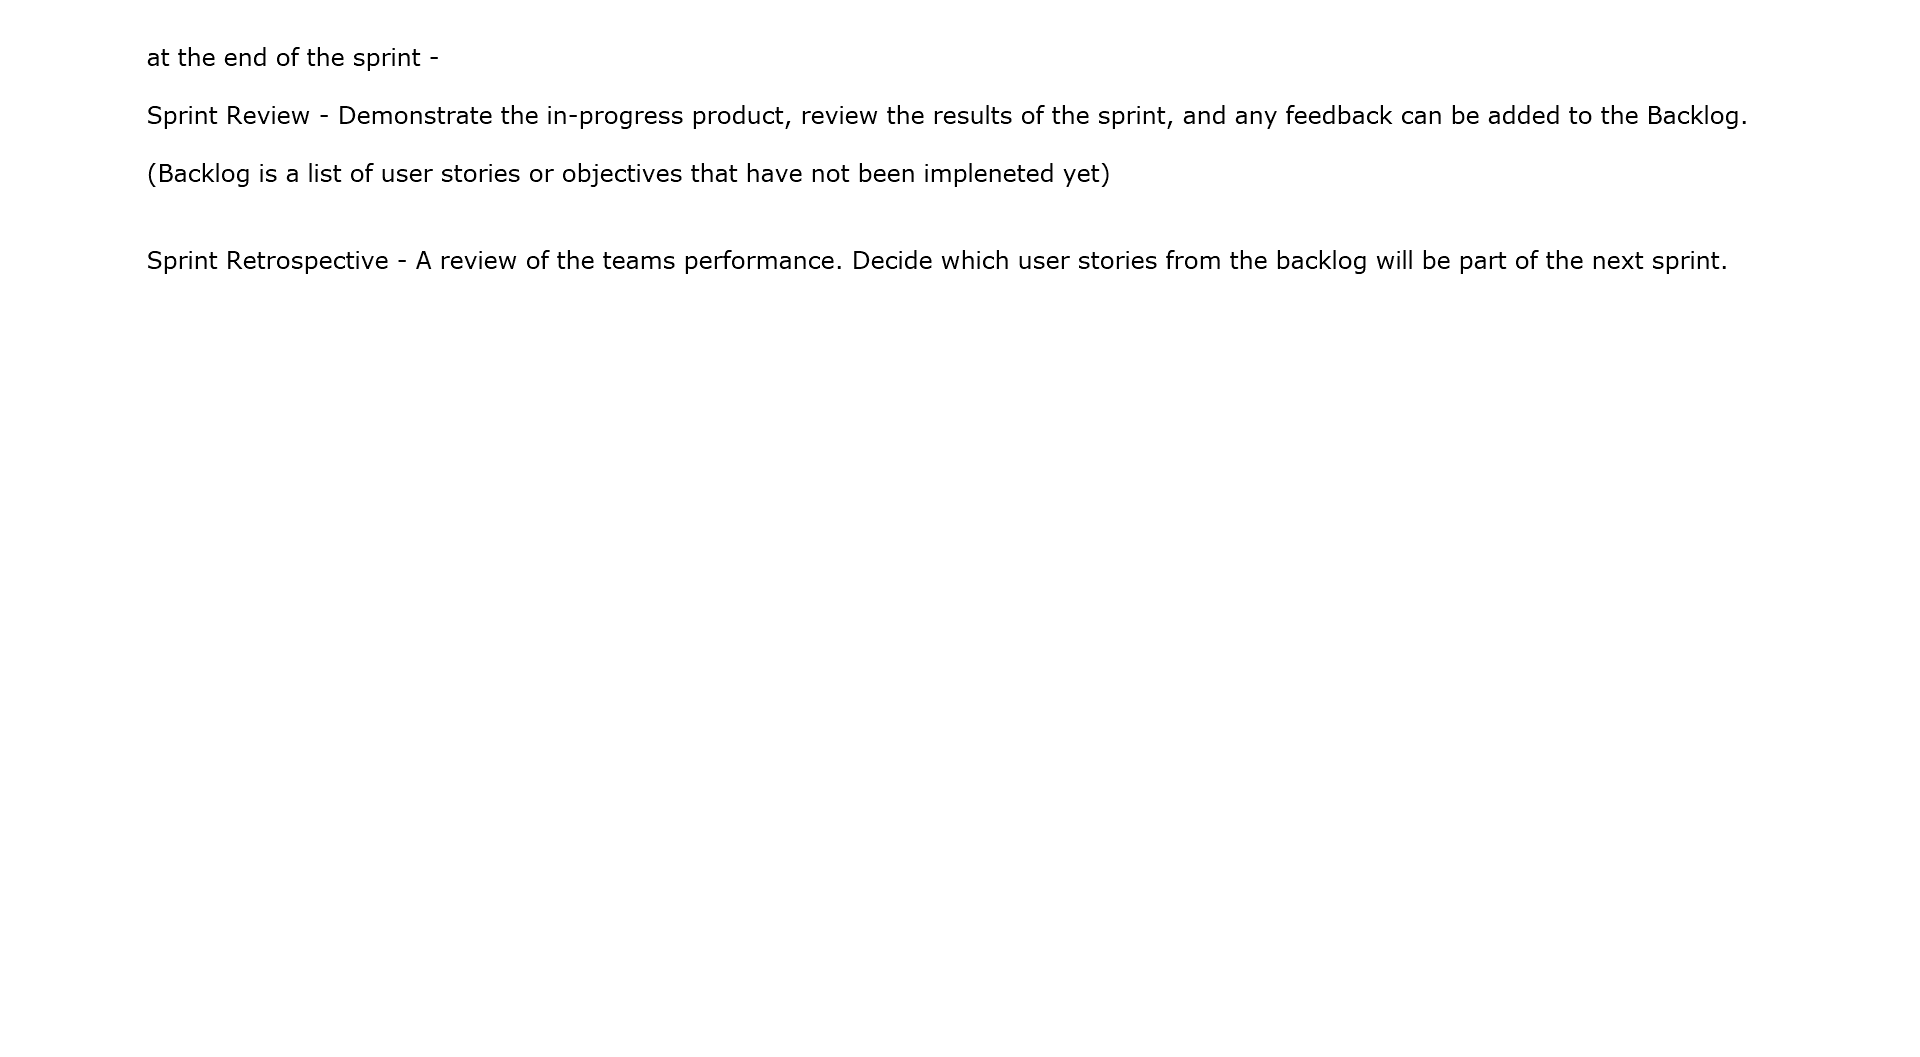 at the end of the sprint -
Sprint Review - Demonstrate the in-progress product, review the results of the sprint, and any feedback can be added to the Backlog.
(Backlog is a list of user stories or objectives that have not been impleneted yet)
Sprint Retrospective - A review of the teams performance. Decide which user stories from the backlog will be part of the next sprint.